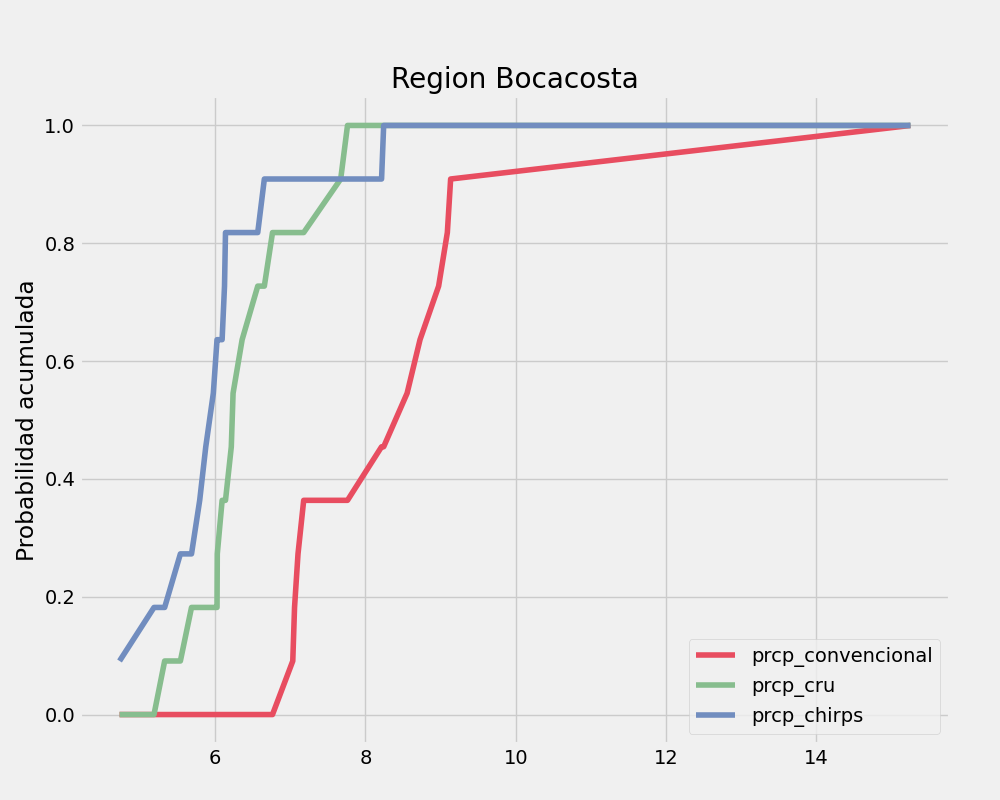 Region Bocacosta
Probabilidad acumulada
1.0
0.8
0.6
0.4
0.2
0.0
6 8 10 12 14
prcp_convencional
prcp_cru
prcp_chirps